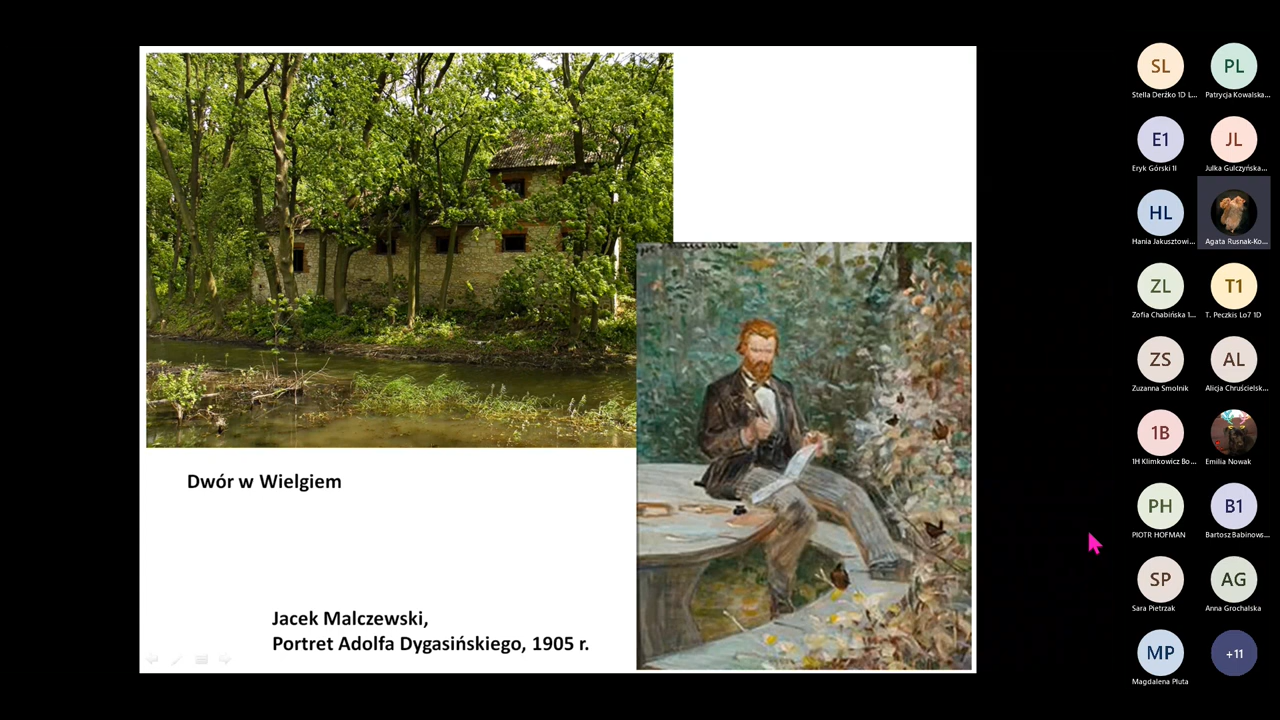 Dwór w Wielgiem
Jacek Malczewski,
Portret Adolfa Dygasińskiego, 1905 r.
SL
PL
Stella Derżko 1D L...
Patrycja Kowalska...
E1
JL
Eryk Górski 1I
Julka Gulczyńska...
HL
Hania Jakusztowi...
Agata Rusnak-Ko...
ZL
T1
Zofia Chabińska 1...
T. Peczkis Lo7 1D
ZS
AL
Zuzanna Smolnik
Alicja Chruścielsk...
1B
1H Klimkowicz Bo...
Emilia Nowak
PH
B1
PIOTR HOFMAN
Bartosz Babinows...
SP
AG
Sara Pietrzak
Anna Grochalska
MP
+11
Magdalena Pluta